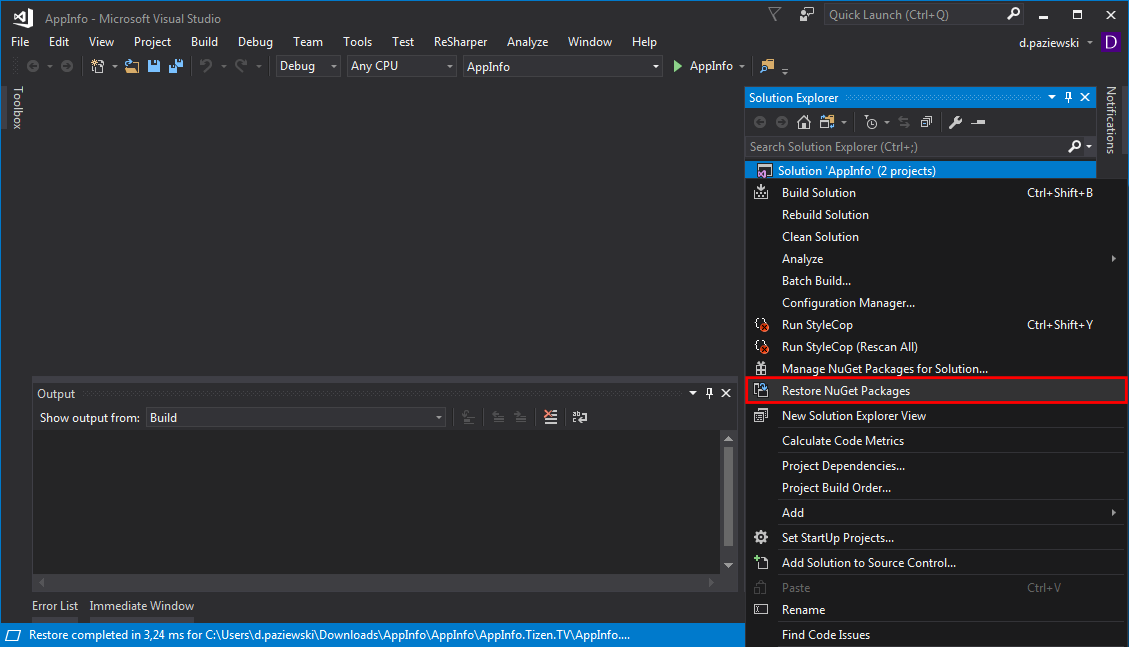 AppInfo - Microsoft Visual Studio
Quick Launch (Ctrl+Q)
File Edit View Project Build Debug Team Tools Test ReSharper Analyze Window Help
d.paziewski D
Debug Any CPU AppInfo AppInfo
Toolbox
Solution Explorer
Notifications
Search Solution Explorer (Ctrl+;)
Solution 'AppInfo' (2 projects)
Build Solution Ctrl+Shift+B
Rebuild Solution
Clean Solution
Analyze
Batch Build...
Configuration Manager...
Run StyleCop Ctrl+Shift+Y
Run StyleCop (Rescan All)
Manage NuGet Packages for Solution...
Restore NuGet Packages
New Solution Explorer View
Calculate Code Metrics
Project Dependencies...
Project Build Order...
Add
Set StartUp Projects...
Add Solution to Source Control...
Paste Ctrl+V
Rename
Find Code Issues
Output
Show output from: Build
Error List Immediate Window
Restore completed in 3,24 ms for C:\Users\d.paziewski\Downloads\AppInfo\AppInfo\AppInfo.Tizen.TV\AppInfo....